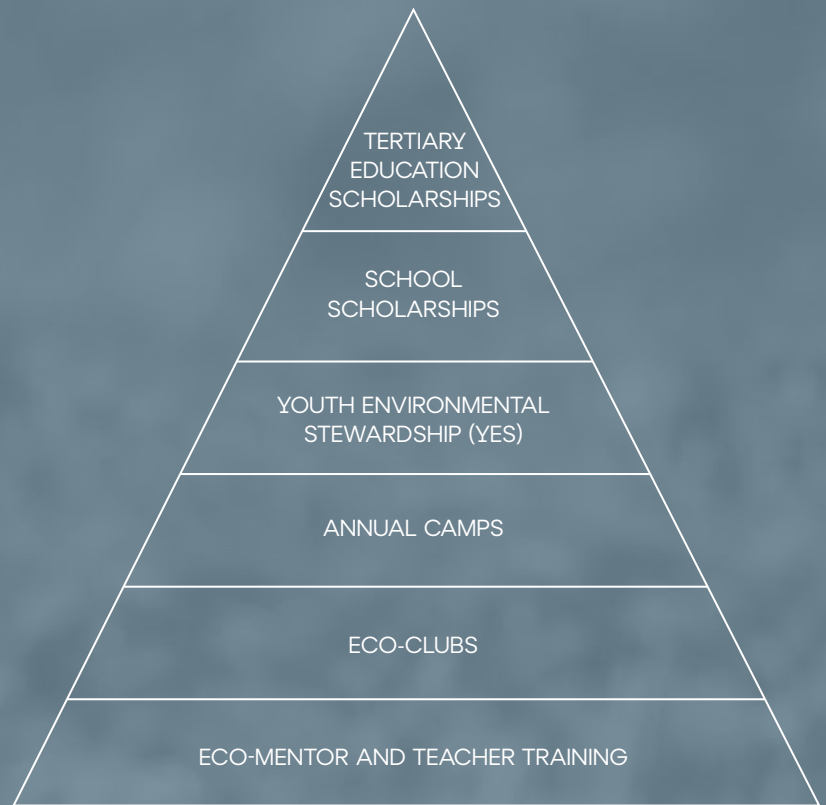 TERTIARY
EDUCATION
SCHOLARSHIPS
SCHOOL
SCHOLARSHIPS
YOUTH ENVIRONMENTAL
STEWARDSHIP (YES)
ANNUAL CAMPS
ECO-CLUBS
ECO-MENTOR AND TEACHER TRAINING